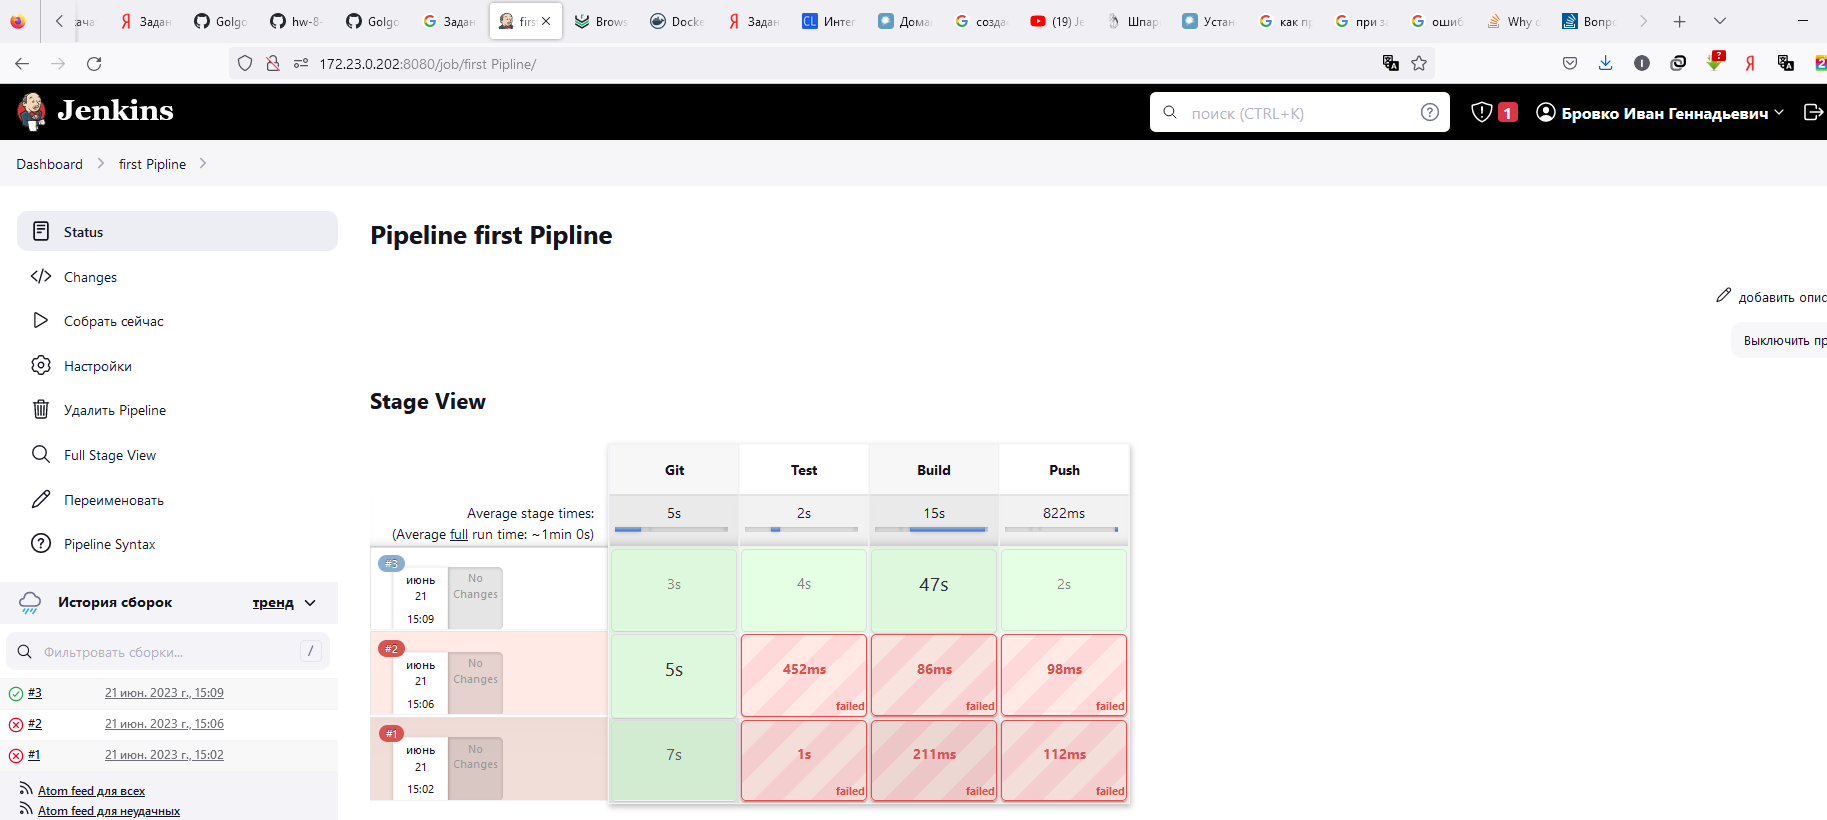 Задан
Golgo
hw-8-
Golgo
Задан
first
Brows
Docke
Задан
CL Интег
Дома
созда
(19) Je
Шпар
Устан
как пр
при за
ошиб
Why d
Вопро
172.23.0.202:8080/job/first Pipline/
Jenkins
поиск (CTRL+K)
1
Бровко Иван Геннадьевич
Dashboard
first Pipline
Status
Changes
Собрать сейчас
Настройки
Удалить Pipeline
Full Stage View
Переименовать
Pipeline Syntax
История сборок
тренд
Фильтровать сборки...
/
#3 21 июн. 2023 г., 15:09
#2 21 июн. 2023 г., 15:06
#1 21 июн. 2023 г., 15:02
Atom feed для всех
Atom feed для неудачных
Pipeline first Pipline
добавить опис
Выключить пр
Stage View
Git Test Build Push
Average stage times:
(Average full run time: ~1min 0s)
5s 2s 15s 822ms
#3
июнь
21
15:09
No
Changes
3s 4s 47s 2s
#2
июнь
21
15:06
No
Changes
5s 452ms 86ms 98ms
failed failed failed
#1
июнь
21
15:02
No
Changes
7s 1s 211ms 112ms
failed failed failed